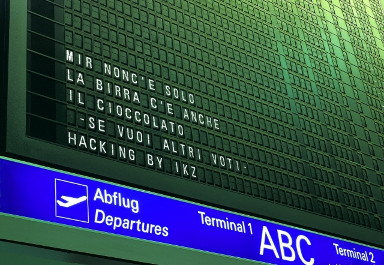 MIR NONC'E SOLO
LA BIRRA C'E ANCHE
IL CIOCCOLATO
-SE VUOI ALTRI VOTI-
HACKING BY IKZ
Abflug
Departures
Terminal 1
ABC
Terminal 2